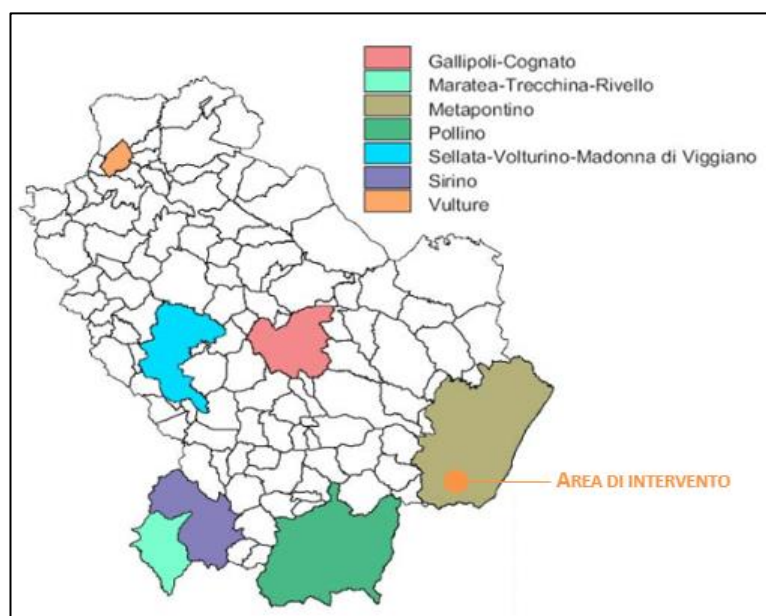 Gallipoli-Cognato
Maratea-Trecchina-Rivello
Metapontino
Pollino
Sellata-Volturino-Madonna di Viggiano
Sirino
Vulture
AREA DI INTERVENTO